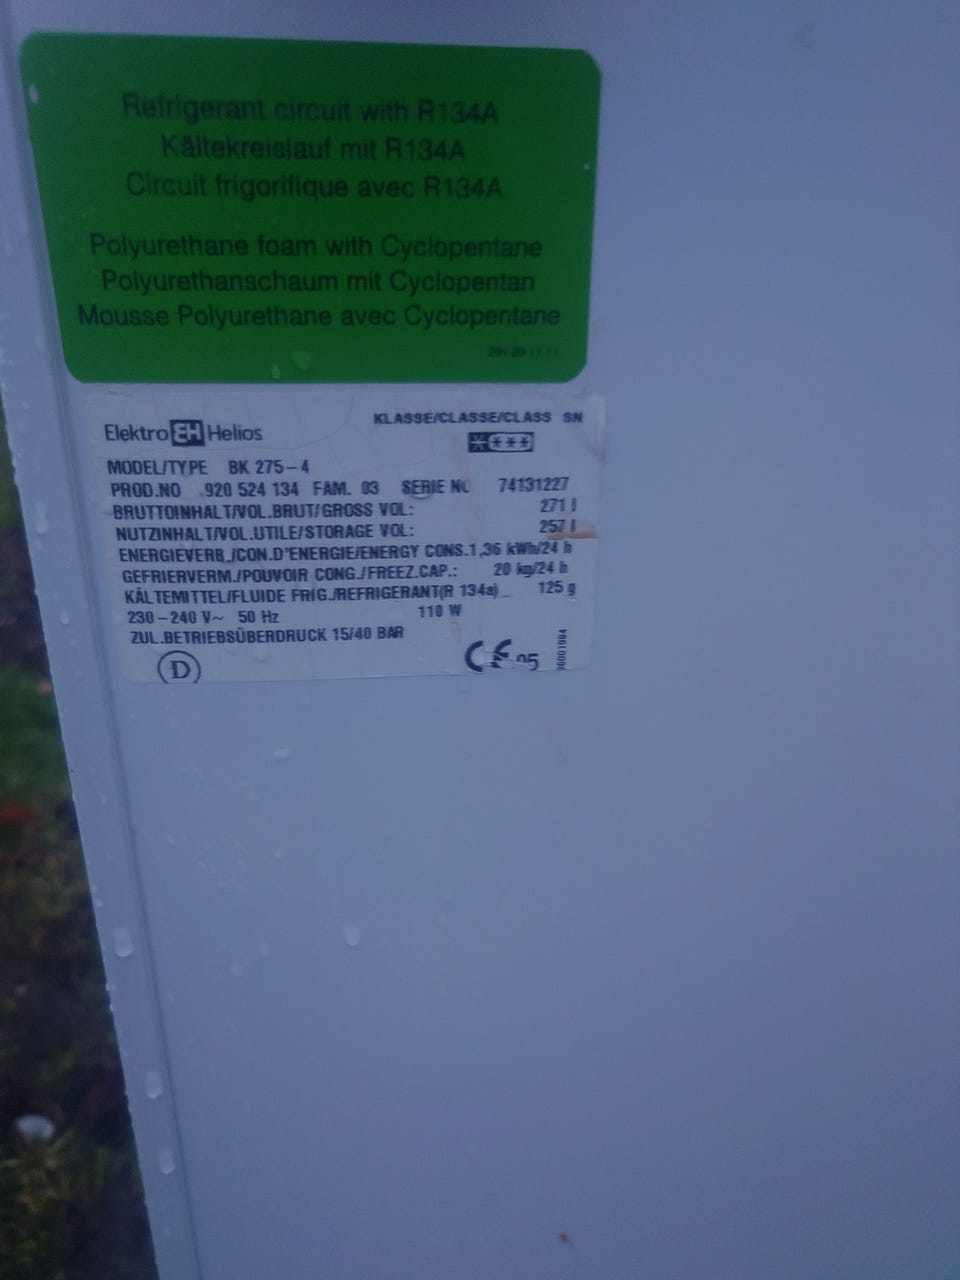 Refrigerant circuit with R134A
Kältekreislauf mit R134A
Circuit frigorifique avec R134A
Polyurethane foam with Cyclopentane
Polyurethanschaum mit Cyclopentan
Mousse Polyurethane avec Cyclopentane
Elektro EH Helios
KLASSE/CLASSE/CLASS SN
MODEL/TYPE BK 275-4
PROD.NO .920 524 134 FAM. 03 SERIE NO 74131227
BRUTTOINHALT/VOL.BRUT/GROSS VOL: 271 l
NUTZINHALT/VOL.UTILE/STORAGE VOL: 257 l
ENERGIEVERB./CON.D'ENERGIE/ENERGY CONS.1,36 kWh/24 h
GEFRIERVERM./POUVOIR CONG./FREEZ.CAP.: 20 kg/24 h
KÄLTEMITTEL/FLUIDE FRIG./REFRIGERANT(R 134a) 125 g
230-240 V~ 50 Hz 110 W
ZUL.BETRIEBSÜBERDRUCK 15/40 BAR
D CE 95